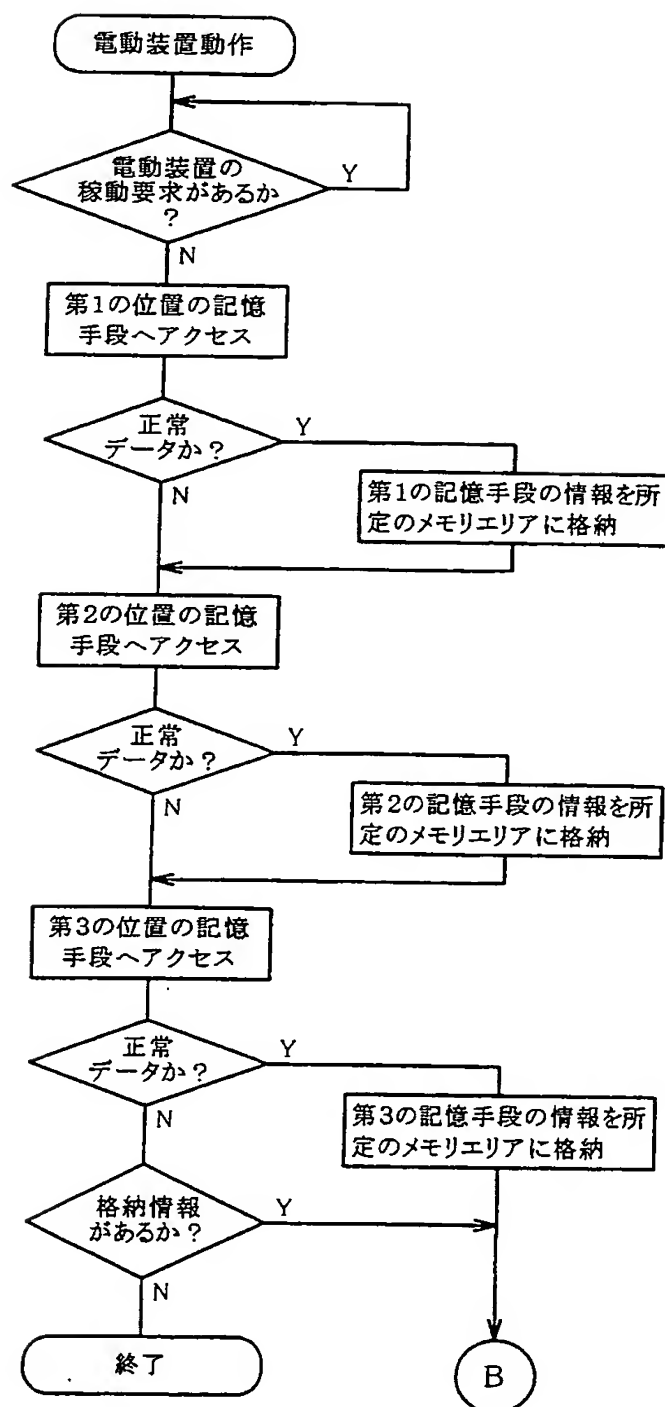 電動装置動作
電動装置の
稼動要求があるか
？
Y
N
第1の位置の記憶
手段へアクセス
正常
データか？
Y
N
第1の記憶手段の情報を所
定のメモリエリアに格納
第2の位置の記憶
手段へアクセス
正常
データか？
Y
N
第2の記憶手段の情報を所
定のメモリエリアに格納
第3の位置の記憶
手段へアクセス
正常
データか？
Y
N
第3の記憶手段の情報を所
定のメモリエリアに格納
格納情報
があるか？
Y
N
終了
B